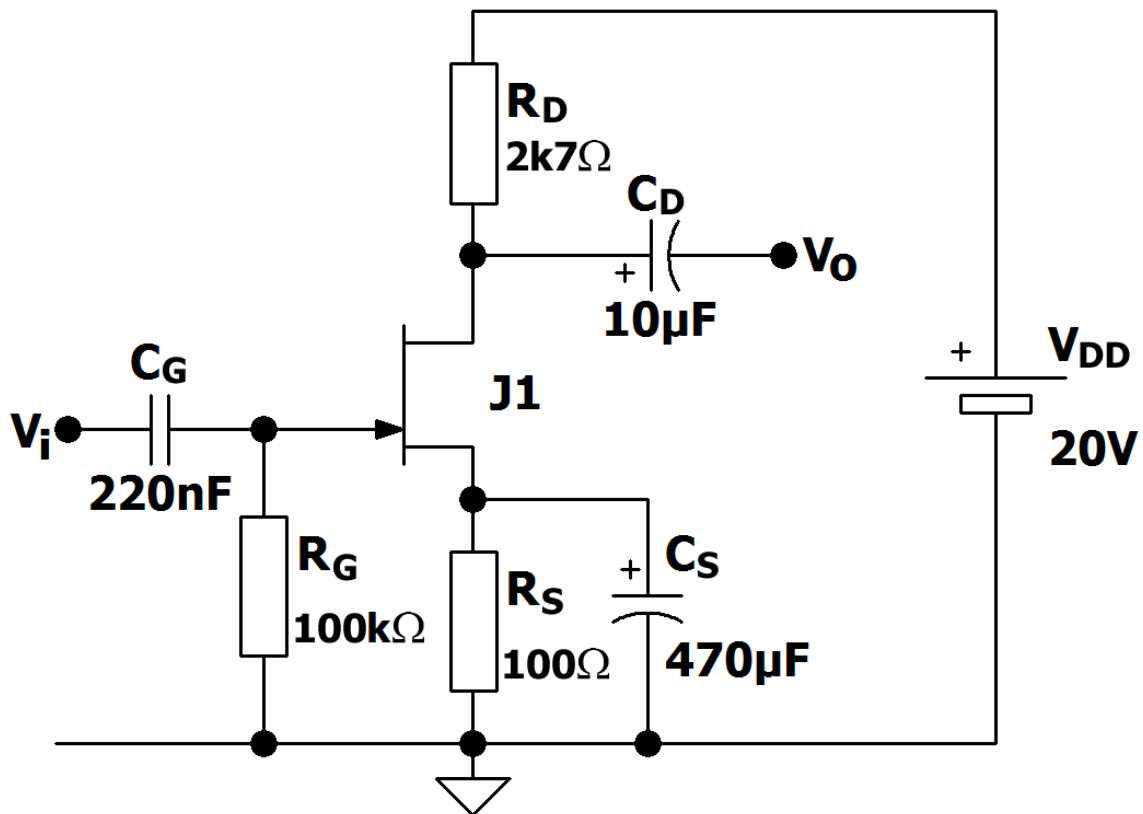 RD
2k7Ω
CD
+
VO
10µF
+
VDD
CG
J1
Vi
20V
220nF
RG
+
CS
RS
100kΩ
100Ω
470µF